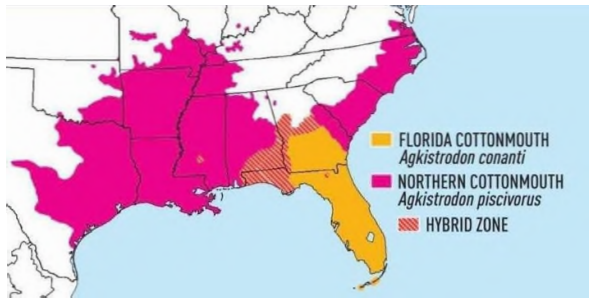 FLORIDA COTTONMOUTH
Agkistrodon conanti
NORTHERN COTTONMOUTH
Agkistrodon piscivorus
HYBRID ZONE